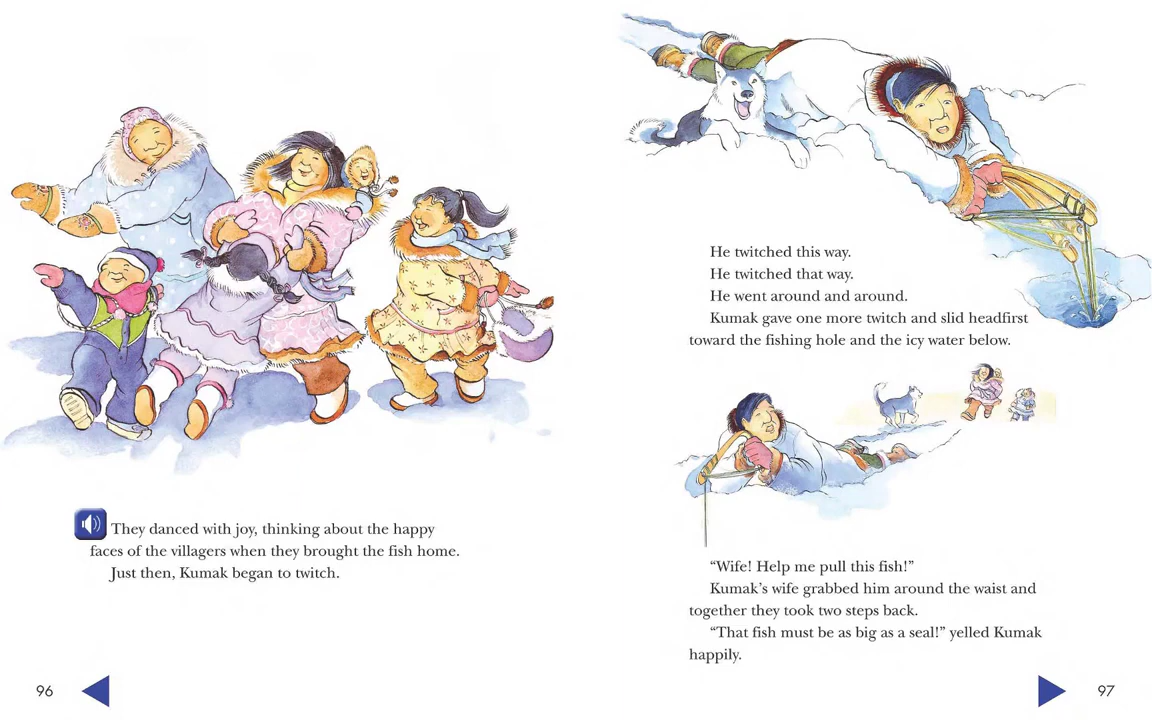 They danced with joy, thinking about the happy
faces of the villagers when they brought the fish home.
Just then, Kumak began to twitch.
96
He twitched this way.
He twitched that way.
He went around and around.
Kumak gave one more twitch and slid headfirst
toward the fishing hole and the icy water below.
“Wife! Help me pull this fish!”
Kumak’s wife grabbed him around the waist and
together they took two steps back.
“That fish must be as big as a seal!” yelled Kumak
happily.
97